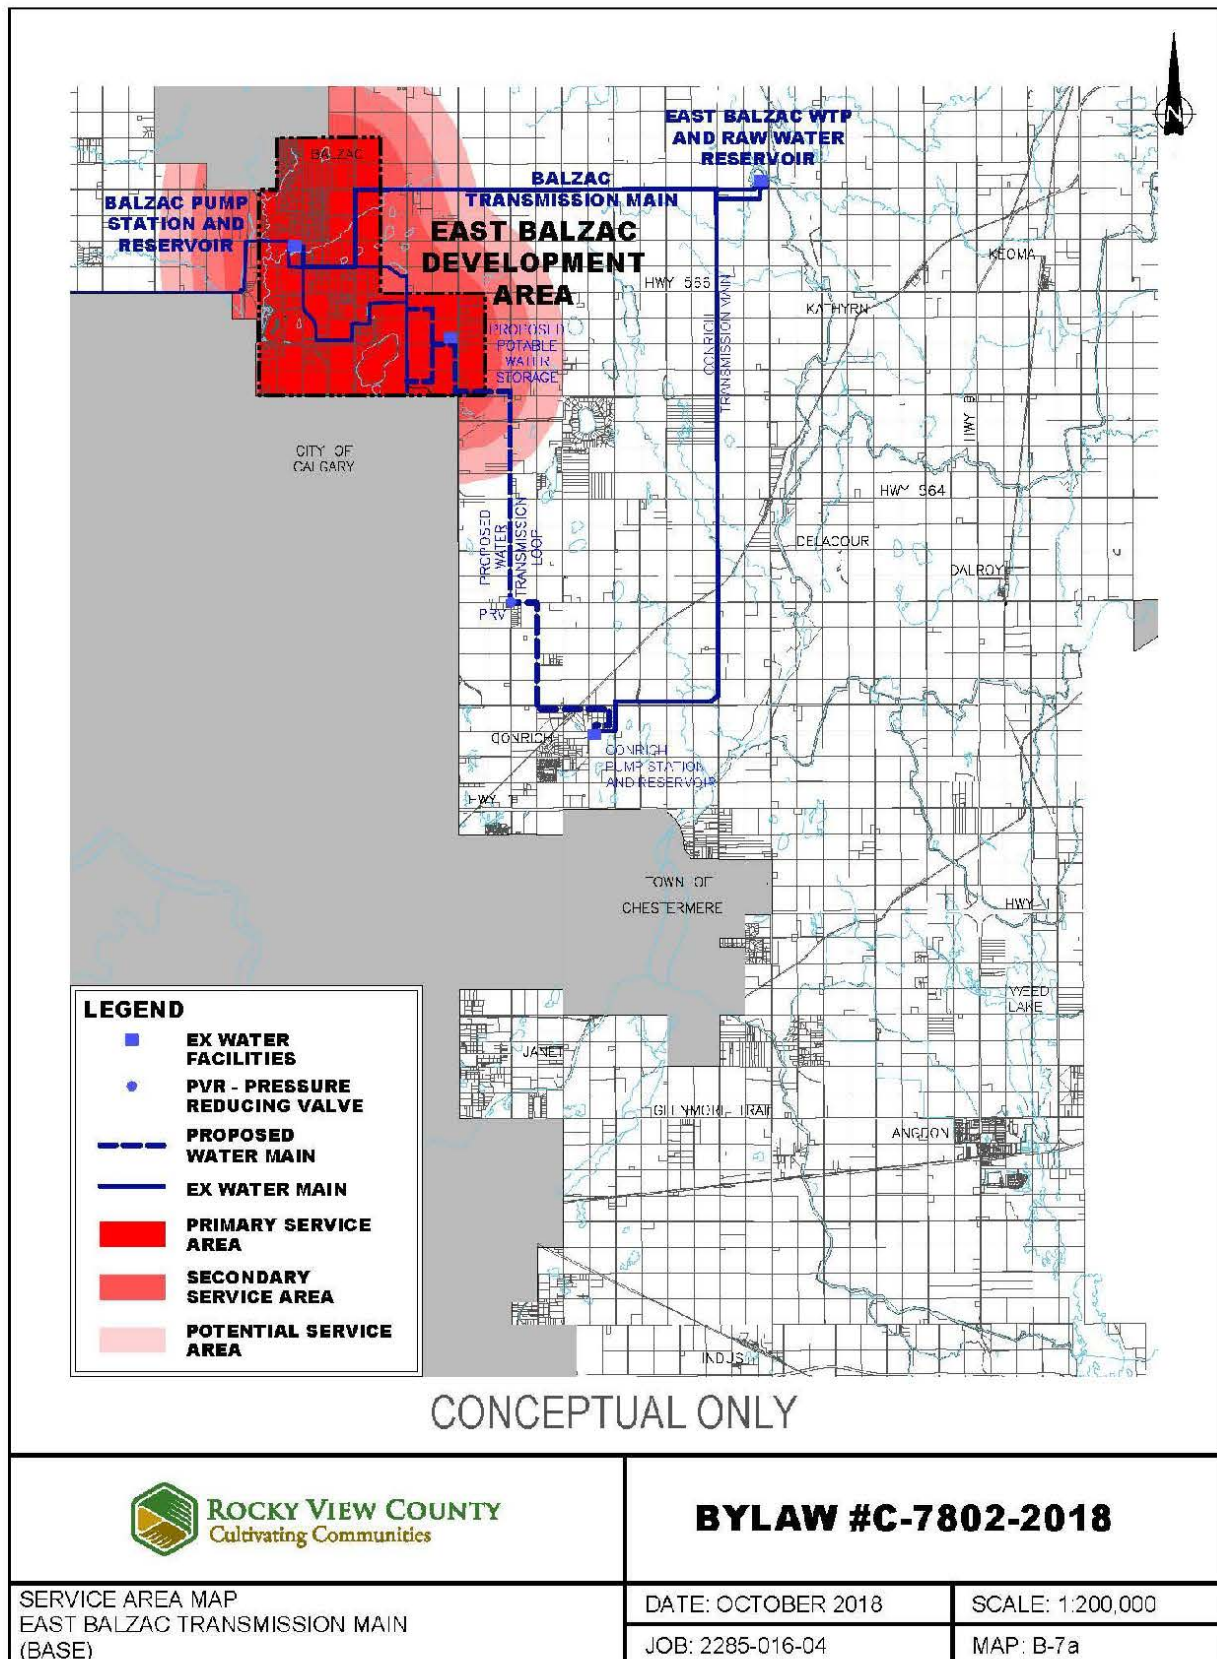 N
EAST BALZAC WTP
AND RAW WATER
RESERVOIR
BALZAC
BALZAC
TRANSMISSION MAIN
BALZAC PUMP
STATION AND
RESERVOIR
EAST BALZAC
DEVELOPMENT
AREA
KEOMA
HWY 566
KATHYRN
CONRICH
TRANSMISSION MAIN
PROPOSED
POTABLE
WATER
STORAGE
CITY OF
CALGARY
HWY 9
HWY 564
PROPOSED
WATER
TRANSMISSION
LOOP
DELACOUR
DALROY
PRV
CONRICH
CONRICH
PUMP STATION
AND RESERVOIR
HWY 1
TOWN OF
CHESTERMERE
HWY 1
WEED
LAKE
JANET
GLENMORE TRAIL
LANGDON
INDUS
LEGEND
EX WATER
FACILITIES
PVR - PRESSURE
REDUCING VALVE
PROPOSED
WATER MAIN
EX WATER MAIN
PRIMARY SERVICE
AREA
SECONDARY
SERVICE AREA
POTENTIAL SERVICE
AREA
CONCEPTUAL ONLY
ROCKY VIEW COUNTY
Cultivating Communities
BYLAW #C-7802-2018
SERVICE AREA MAP
EAST BALZAC TRANSMISSION MAIN
(BASE)
DATE: OCTOBER 2018
SCALE: 1:200,000
JOB: 2285-016-04
MAP: B-7a